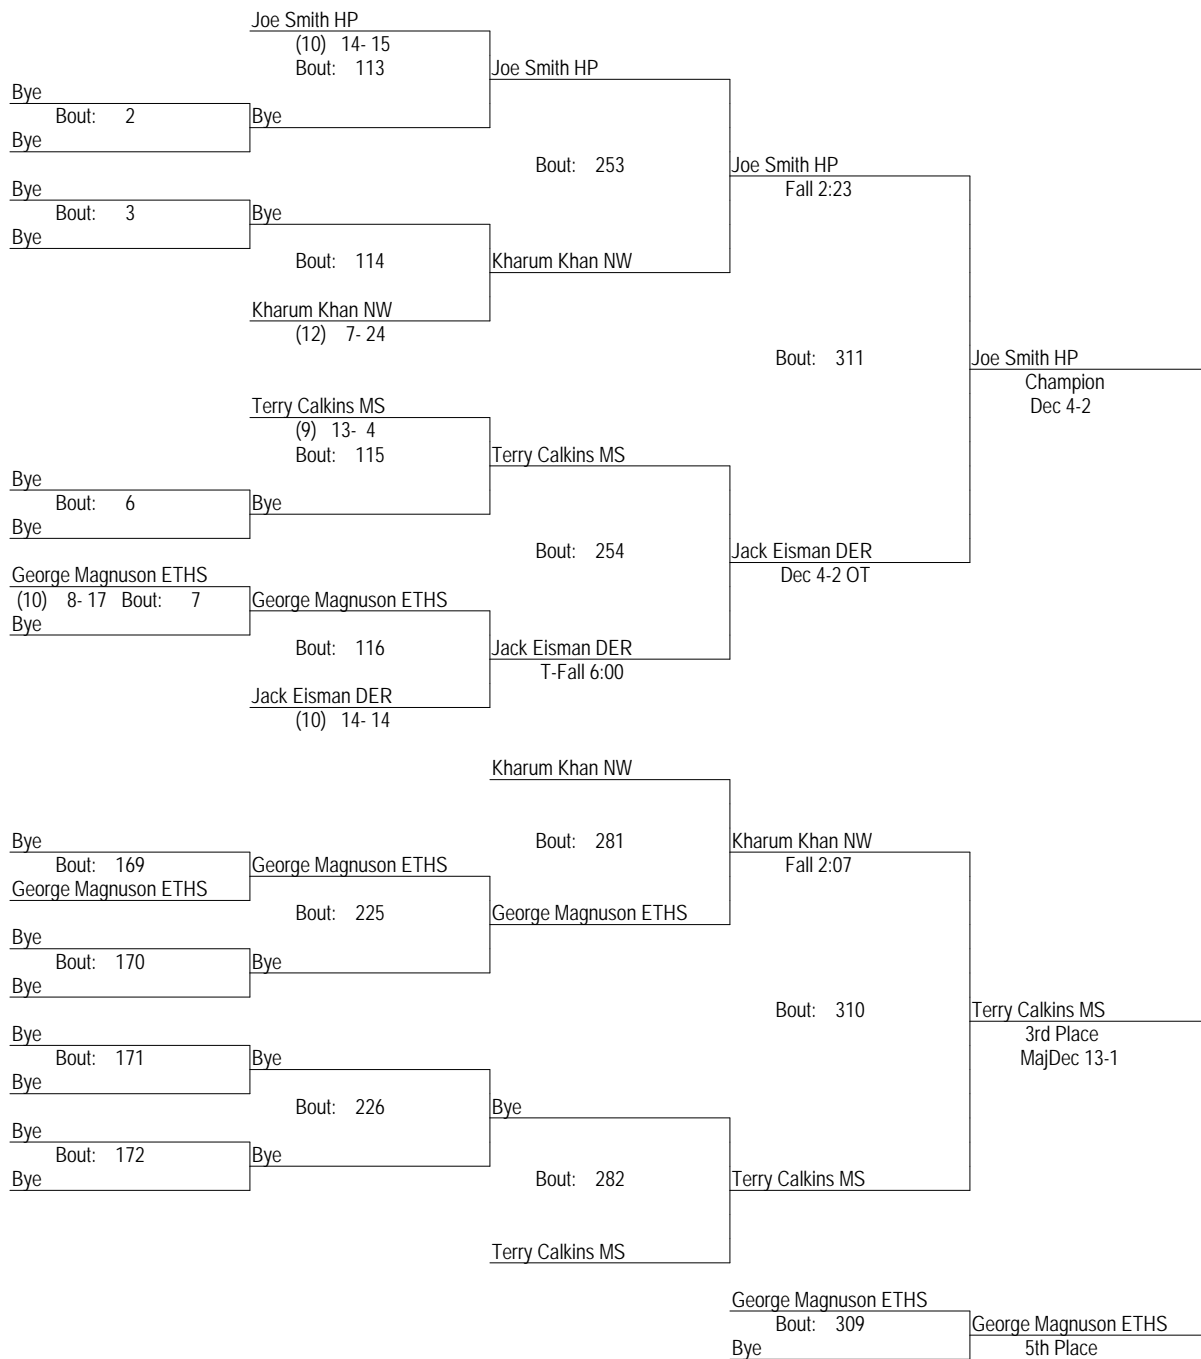 Joe Smith HP
(10) 14- 15
Bout: 113
Joe Smith HP
Bye
Bout: 2
Bye
Bye
Bout: 253
Joe Smith HP
Fall 2:23
Bye
Bout: 3
Bye
Bye
Bout: 114
Kharum Khan NW
Kharum Khan NW
(12) 7- 24
Bout: 311
Joe Smith HP
Champion
Dec 4-2
Terry Calkins MS
(9) 13- 4
Bout: 115
Terry Calkins MS
Bye
Bout: 6
Bye
Bye
Bout: 254
Jack Eisman DER
Dec 4-2 OT
George Magnuson ETHS
(10) 8- 17 Bout: 7
George Magnuson ETHS
Bye
Bout: 116
Jack Eisman DER
T-Fall 6:00
Jack Eisman DER
(10) 14- 14
Kharum Khan NW
Bout: 281
Kharum Khan NW
Fall 2:07
Bye
Bout: 169
George Magnuson ETHS
George Magnuson ETHS
Bout: 225
George Magnuson ETHS
Bye
Bout: 170
Bye
Bye
Bout: 310
Terry Calkins MS
3rd Place
MajDec 13-1
Bye
Bout: 171
Bye
Bye
Bout: 226
Bye
Bye
Bout: 172
Bye
Bye
Bout: 282
Terry Calkins MS
Terry Calkins MS
George Magnuson ETHS
Bout: 309
George Magnuson ETHS
Bye
5th Place